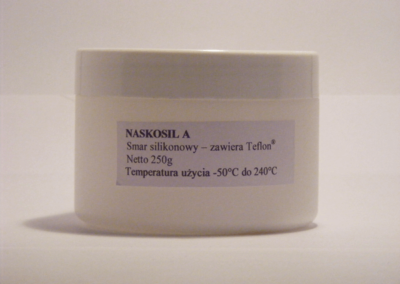 NASKOSIL A
Smar silikonowy – zawiera Teflon®
Netto 250g
Temperatura użycia -50°C do 240°C